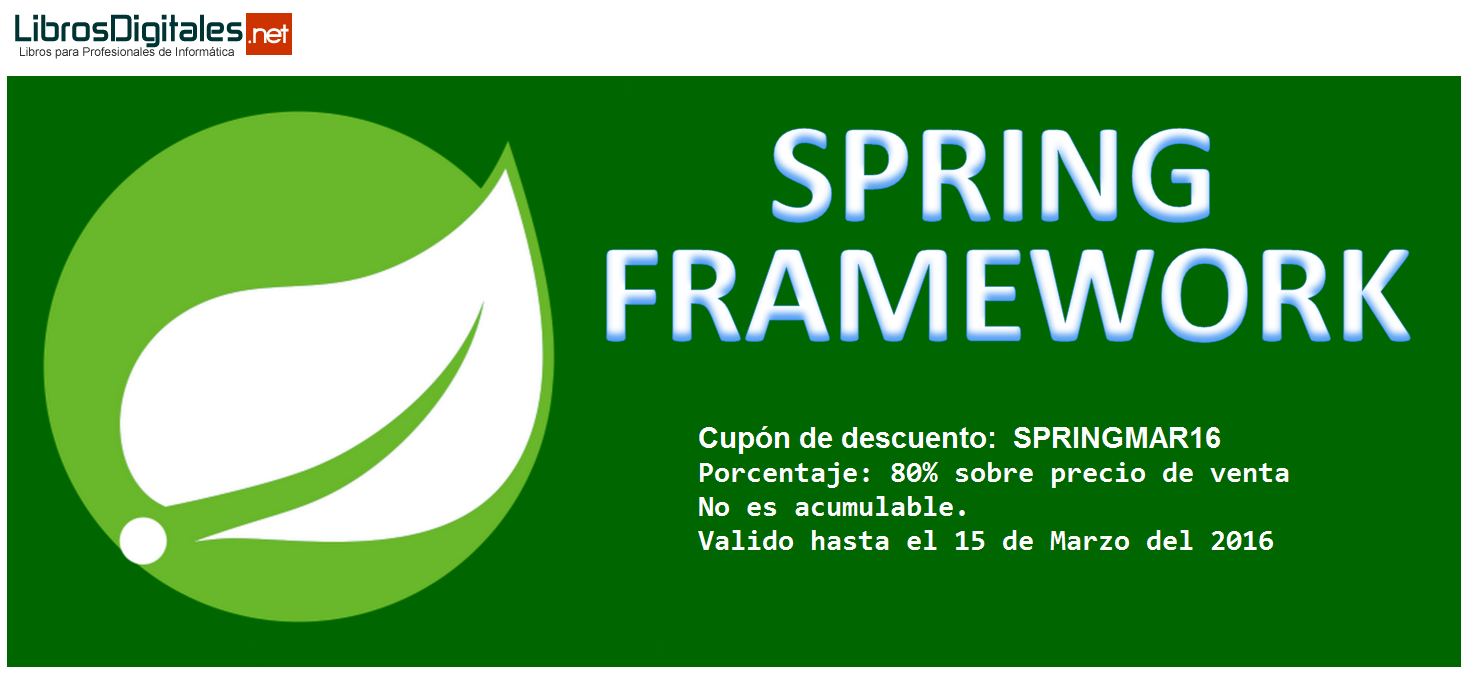 LibrosDigitales.net
Libros para Profesionales de Informática
SPRING
FRAMEWORK
Cupón de descuento: SPRINGMAR16
Porcentaje: 80% sobre precio de venta
No es acumulable.
Valido hasta el 15 de Marzo del 2016